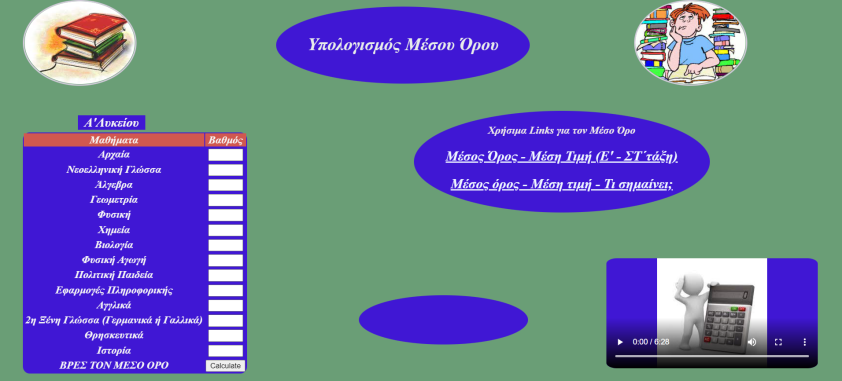 Υπολογισμός Μέσου Όρου
Α'Λυκείου
Μαθήματα Βαθμός
Αρχαία
Νεοελληνική Γλώσσα
Άλγεβρα
Γεωμετρία
Φυσική
Χημεία
Βιολογία
Φυσική Αγωγή
Πολιτική Παιδεία
Εφαρμογές Πληροφορικής
Αγγλικά
2η Ξένη Γλώσσα (Γερμανικά ή Γαλλικά)
Θρησκευτικά
Ιστορία
ΒΡΕΣ ΤΟΝ ΜΕΣΟ ΟΡΟ Calculate
Χρήσιμα Links για τον Μέσο Όρο
Μέσος Όρος - Μέση Τιμή (Ε' - ΣΤ΄τάξη)
Μέσος όρος - Μέση τιμή - Τι σημαίνει;
0:00 / 6:28